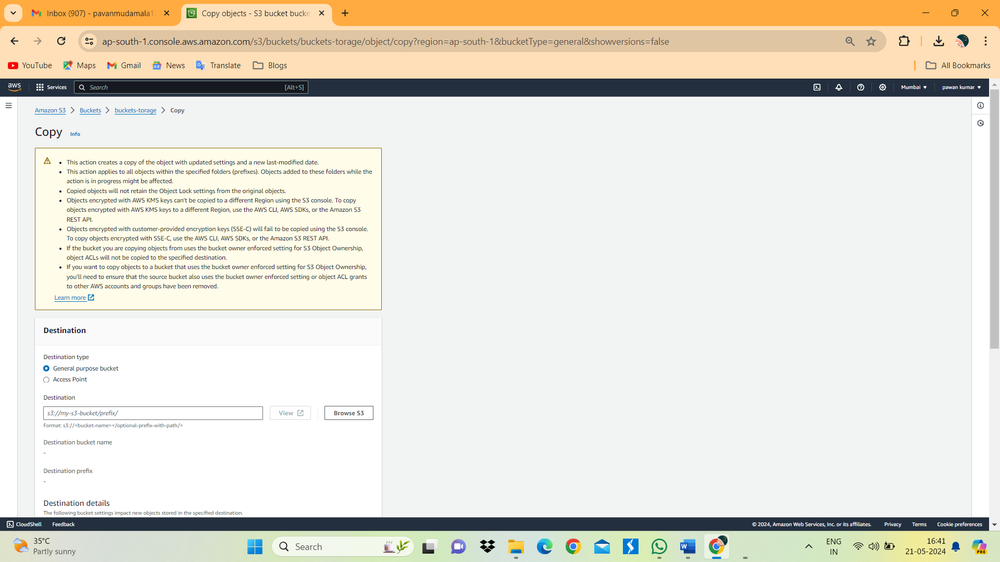 Inbox (907) - pavanmudamala1
Copy objects - S3 bucket bucke
ap-south-1.console.aws.amazon.com/s3/buckets/buckets-torage/object/copy?region=ap-south-1&bucketType=general&showversions=false
YouTube Maps Gmail News Translate Blogs All Bookmarks
aws Services Search [Alt+S] Mumbai pawan kumar
Amazon S3 Buckets buckets-torage Copy
Copy Info
This action creates a copy of the object with updated settings and a new last-modified date.
This action applies to all objects within the specified folders (prefixes). Objects added to these folders while the
action is in progress might be affected.
Copied objects will not retain the Object Lock settings from the original objects.
Objects encrypted with AWS KMS keys can't be copied to a different Region using the S3 console. To copy
objects encrypted with AWS KMS keys to a different Region, use the AWS CLI, AWS SDKs, or the Amazon S3
REST API.
Objects encrypted with customer-provided encryption keys (SSE-C) will fail to be copied using the S3 console.
To copy objects encrypted with SSE-C, use the AWS CLI, AWS SDKs, or the Amazon S3 REST API.
If the bucket you are copying objects from uses the bucket owner enforced setting for S3 Object Ownership,
object ACLs will not be copied to the specified destination.
If you want to copy objects to a bucket that uses the bucket owner enforced setting for S3 Object Ownership,
you'll need to ensure that the source bucket also uses the bucket owner enforced setting or object ACL grants
to other AWS accounts and groups have been removed.
Learn more
Destination
Destination type
General purpose bucket
Access Point
Destination
s3://my-s3-bucket/prefix/ View Browse S3
Format: s3://<bucket-name></optional-prefix-with-path/>
Destination bucket name
-
Destination prefix
-
Destination details
The following bucket settings impact new objects stored in the specified destination.
CloudShell Feedback © 2024, Amazon Web Services, Inc. or its affiliates. Privacy Terms Cookie preferences
35°C
Partly sunny
Search
ENG
IN
16:41
21-05-2024
PRE